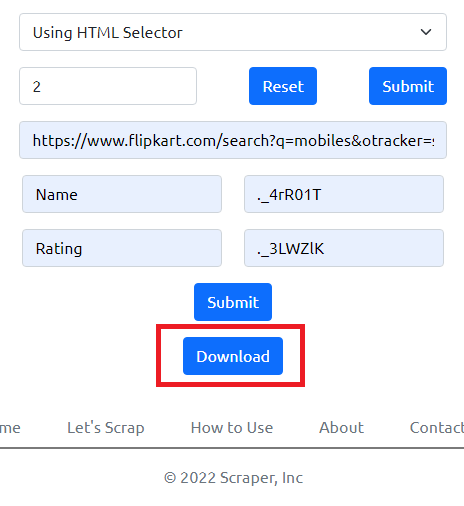 Using HTML Selector
2 Reset Submit
https://www.flipkart.com/search?q=mobiles&otracker=
Name ._4rR01T
Rating ._3LWZlK
Submit
Download
me Let's Scrap How to Use About Contact
© 2022 Scraper, Inc